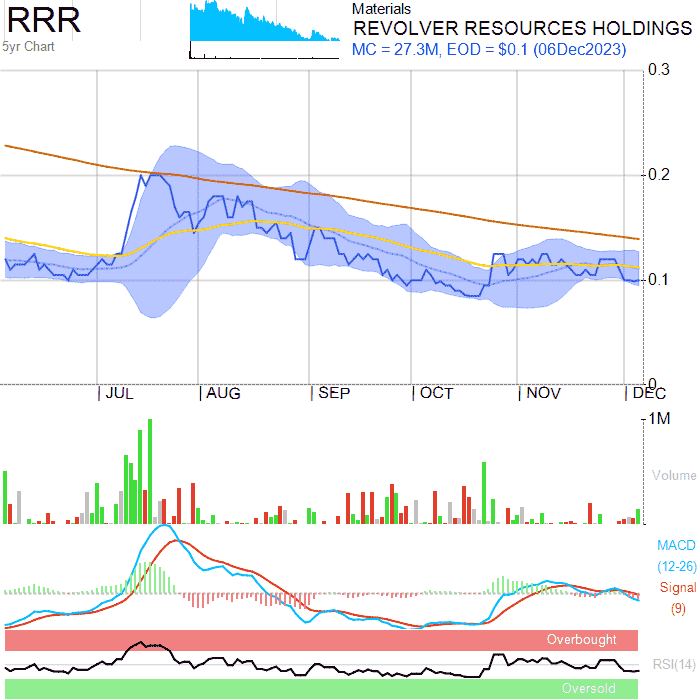 RRR
5yr Chart
Materials
REVOLVER RESOURCES HOLDINGS
MC = 27.3M, EOD = $0.1 (06Dec2023)
0.3
0.2
0.1
0
JUL AUG SEP OCT NOV DEC
1M
Volume
MACD
(12-26)
Signal
(9)
Overbought
RSI(14)
Oversold